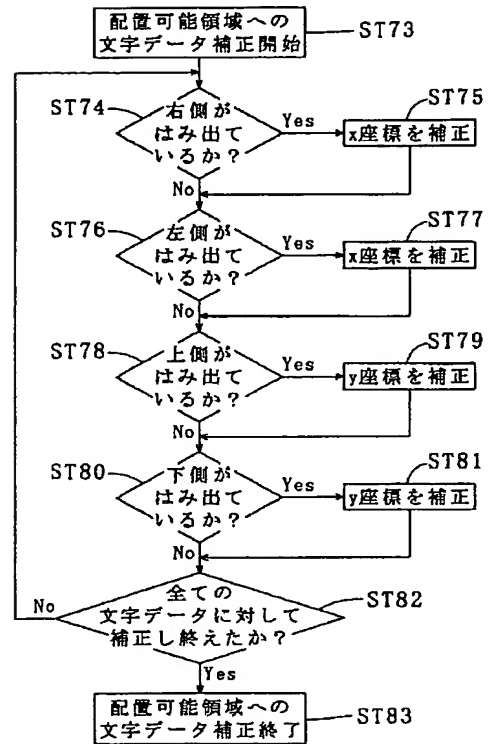 配置可能領域への
文字データ補正開始
ST73
ST74
右側が
はみ出て
いるか?
Yes
ST75
x座標を補正
No
ST76
左側が
はみ出て
いるか?
Yes
ST77
x座標を補正
No
ST78
上側が
はみ出て
いるか?
Yes
ST79
y座標を補正
No
ST80
下側が
はみ出て
いるか?
Yes
ST81
y座標を補正
No
全ての
文字データに対して
補正し終えたか?
ST82
No
Yes
配置可能領域への
文字データ補正終了
ST83